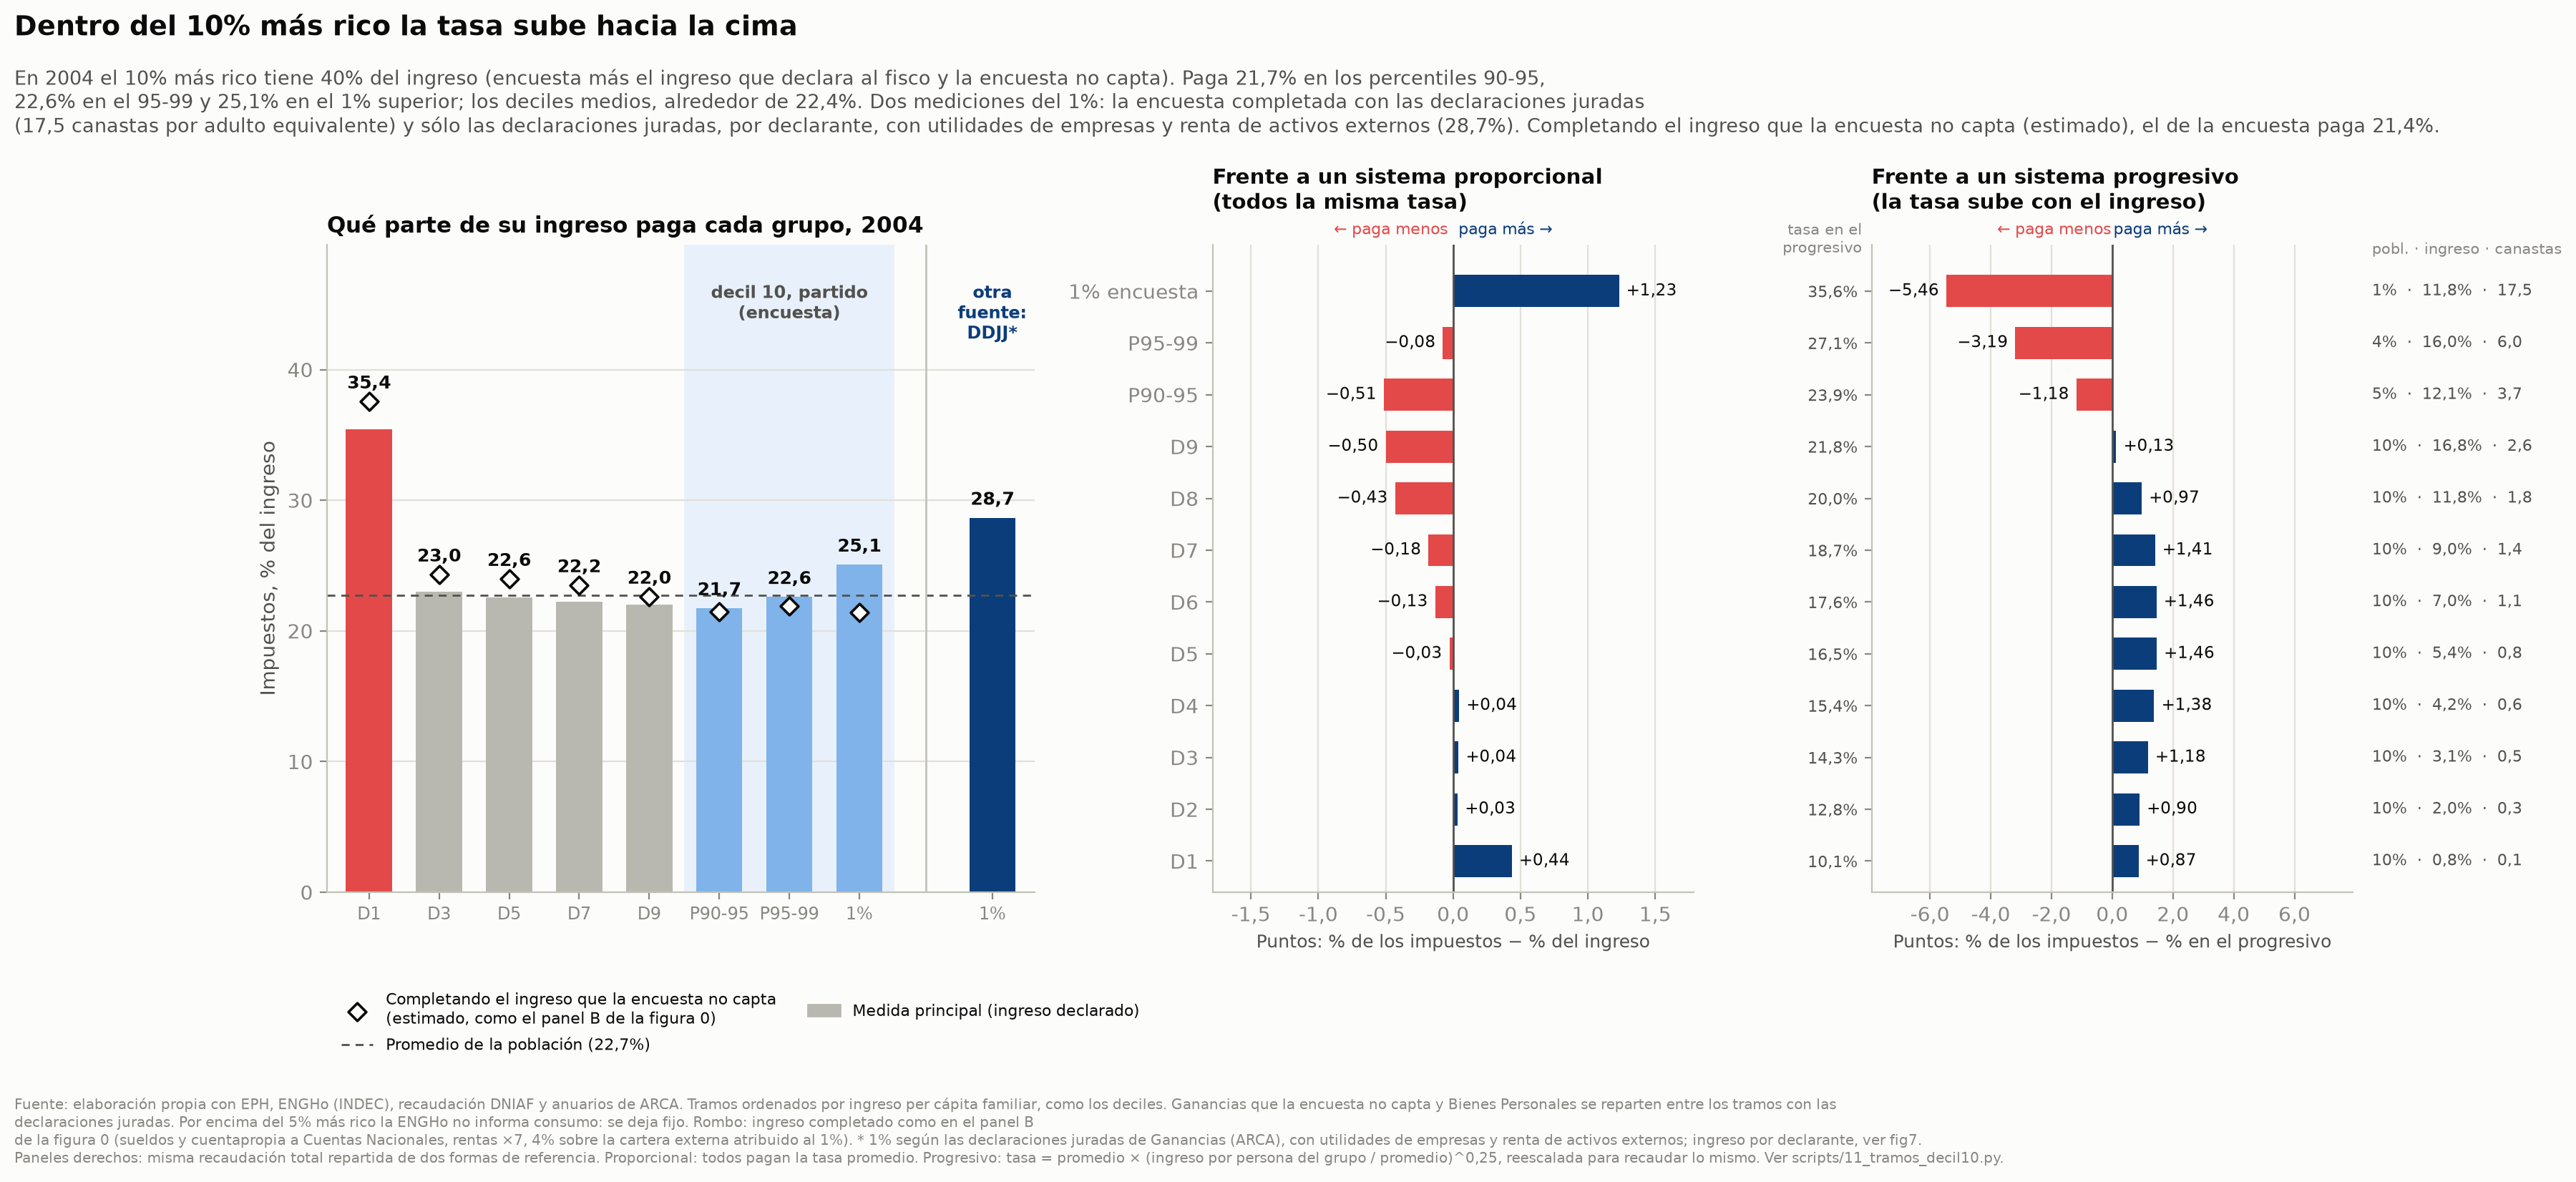 Dentro del 10% más rico la tasa sube hacia la cima
En 2004 el 10% más rico tiene 40% del ingreso (encuesta más el ingreso que declara al fisco y la encuesta no capta). Paga 21,7% en los percentiles 90-95,
22,6% en el 95-99 y 25,1% en el 1% superior; los deciles medios, alrededor de 22,4%. Dos mediciones del 1%: la encuesta completada con las declaraciones juradas
(17,5 canastas por adulto equivalente) y sólo las declaraciones juradas, por declarante, con utilidades de empresas y renta de activos externos (28,7%). Completando el ingreso que la encuesta no capta (estimado), el de la encuesta paga 21,4%.
Qué parte de su ingreso paga cada grupo, 2004
decil 10, partido
(encuesta)
otra
fuente:
DDJJ*
Impuestos, % del ingreso
40
30
20
10
0
35,4
23,0
22,6
22,2
22,0
21,7
22,6
25,1
28,7
D1
D3
D5
D7
D9
P90-95
P95-99
1%
1%
Completando el ingreso que la encuesta no capta
(estimado, como el panel B de la figura 0)
Promedio de la población (22,7%)
Medida principal (ingreso declarado)
Frente a un sistema proporcional
(todos la misma tasa)
← paga menos
paga más →
1% encuesta
+1,23
P95-99
−0,08
P90-95
−0,51
D9
−0,50
D8
−0,43
D7
−0,18
D6
−0,13
D5
−0,03
D4
+0,04
D3
+0,04
D2
+0,03
D1
+0,44
-1,5
-1,0
-0,5
0,0
0,5
1,0
1,5
Puntos: % de los impuestos − % del ingreso
Frente a un sistema progresivo
(la tasa sube con el ingreso)
tasa en el
progresivo
← paga menos
paga más →
pobl. · ingreso · canastas
35,6%
−5,46
1% · 11,8% · 17,5
27,1%
−3,19
4% · 16,0% · 6,0
23,9%
−1,18
5% · 12,1% · 3,7
21,8%
+0,13
10% · 16,8% · 2,6
20,0%
+0,97
10% · 11,8% · 1,8
18,7%
+1,41
10% · 9,0% · 1,4
17,6%
+1,46
10% · 7,0% · 1,1
16,5%
+1,46
10% · 5,4% · 0,8
15,4%
+1,38
10% · 4,2% · 0,6
14,3%
+1,18
10% · 3,1% · 0,5
12,8%
+0,90
10% · 2,0% · 0,3
10,1%
+0,87
10% · 0,8% · 0,1
-6,0
-4,0
-2,0
0,0
2,0
4,0
6,0
Puntos: % de los impuestos − % en el progresivo
Fuente: elaboración propia con EPH, ENGHo (INDEC), recaudación DNIAF y anuarios de ARCA. Tramos ordenados por ingreso per cápita familiar, como los deciles. Ganancias que la encuesta no capta y Bienes Personales se reparten entre los tramos con las
declaraciones juradas. Por encima del 5% más rico la ENGHo no informa consumo: se deja fijo. Rombo: ingreso completado como en el panel B
de la figura 0 (sueldos y cuentapropia a Cuentas Nacionales, rentas ×7, 4% sobre la cartera externa atribuido al 1%). * 1% según las declaraciones juradas de Ganancias (ARCA), con utilidades de empresas y renta de activos externos; ingreso por declarante, ver fig7.
Paneles derechos: misma recaudación total repartida de dos formas de referencia. Proporcional: todos pagan la tasa promedio. Progresivo: tasa = promedio × (ingreso por persona del grupo / promedio)^0,25, reescalada para recaudar lo mismo. Ver scripts/11_tramos_decil10.py.